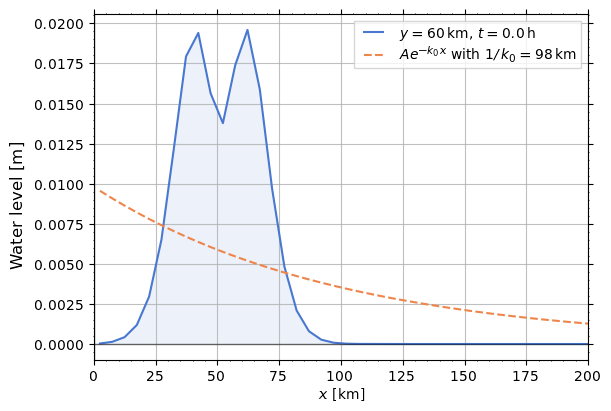 0.0200
0.0175
0.0150
0.0125
0.0100
0.0075
0.0050
0.0025
0.0000
Water level [m]
y = 60 km, t = 0.0 h
Ae^{-k_0 x} with 1/k_0 = 98 km
0 25 50 75 100 125 150 175 200
x [km]